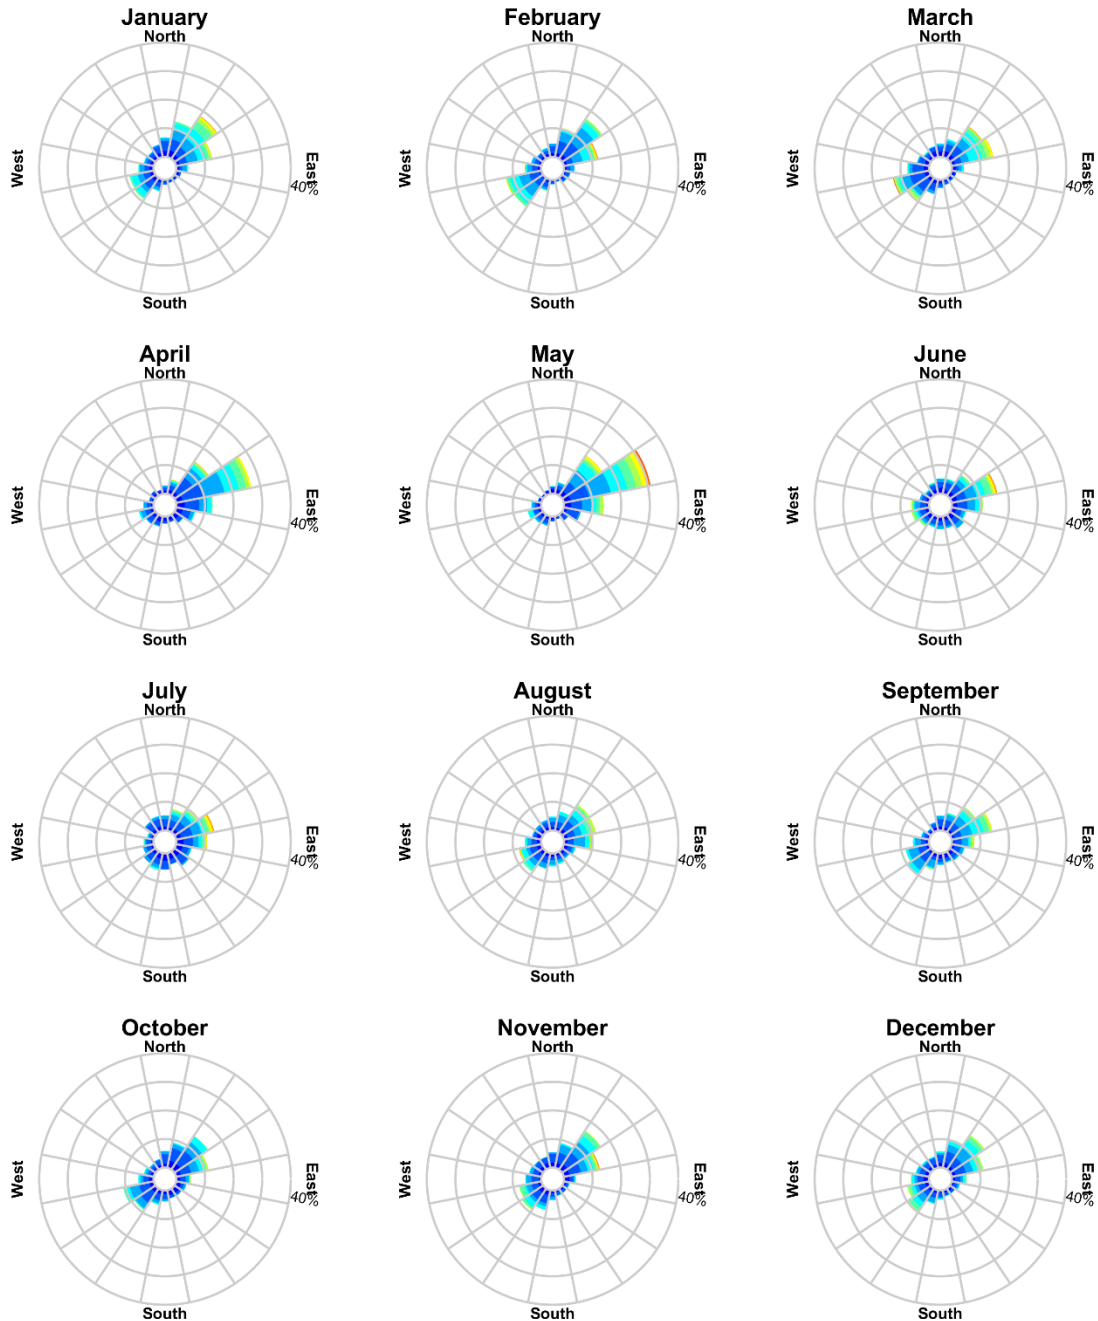 January
North
West
East
40%
South
February
North
West
East
40%
South
March
North
West
East
40%
South
April
North
West
East
40%
South
May
North
West
East
40%
South
June
North
West
East
40%
South
July
North
West
East
40%
South
August
North
West
East
40%
South
September
North
West
East
40%
South
October
North
West
East
40%
South
November
North
West
East
40%
South
December
North
West
East
40%
South